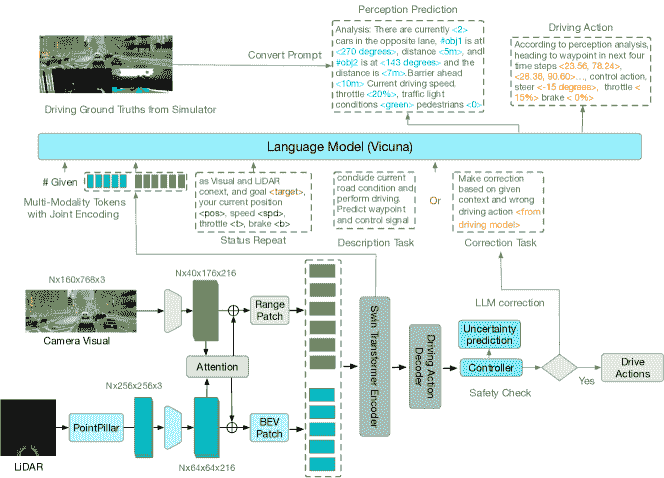 Perception Prediction
Analysis: There are currently <2>
cars in the opposite lane, #obj1 is at
<270 degrees>, distance <5m>, and
#obj2 is at <143 degrees> and the
distance is <7m>.Barrier ahead
<10m> Current driving speed,
throttle <20%>, traffic light
conditions <green> pedestrians <0>
Driving Action
According to perception analysis,
heading to waypoint in next four
time steps <23.56, 78.24>,
<28.38, 90.60>…, control action,
steer <-15 degrees>, throttle <
15%> brake < 0%>
Convert Prompt
Driving Ground Truths from Simulator
Language Model (Vicuna)
# Given
Multi-Modality Tokens
with Joint Encoding
as Visual and LiDAR
conext, and goal <target>,
your current position
<pos>, speed <spd>,
throttle <t>, brake <b>
Status Repeat
conclude current
road condition and
perform driving.
Predict waypoint
and control signal
Description Task
Or
Make correction
based on given
context and wrong
driving action <from
driving model>
Correction Task
Nx160x768x3
Camera Visual
Nx40x176x216
Range
Patch
Attention
Nx256x256x3
PointPillar
LiDAR
Nx64x64x216
BEV
Patch
Swin Transformer Encoder
Driving Action
Decoder
LLM correction
Uncertainty
prediction
Controller
Safety Check
Yes
Drive
Actions